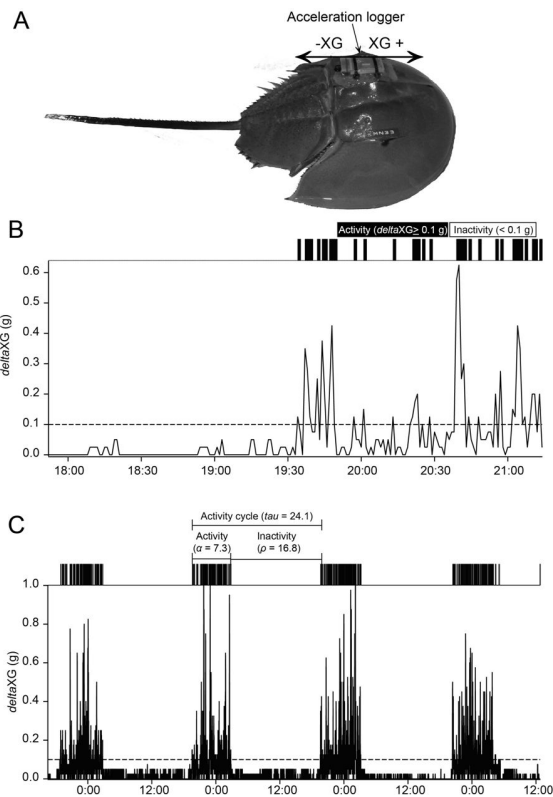 A
Acceleration logger
-XG XG +
B
Activity (deltaXG≥ 0.1 g) Inactivity (< 0.1 g)
0.6
0.5
0.4
0.3
0.2
0.1
0.0
deltaXG (g)
18:00 18:30 19:00 19:30 20:00 20:30 21:00
C
Activity cycle (tau = 24.1)
Activity Inactivity
(α = 7.3) (ρ = 16.8)
1.0
0.8
0.6
0.4
0.2
0.0
deltaXG (g)
0:00 12:00 0:00 12:00 0:00 12:00 0:00 12:00